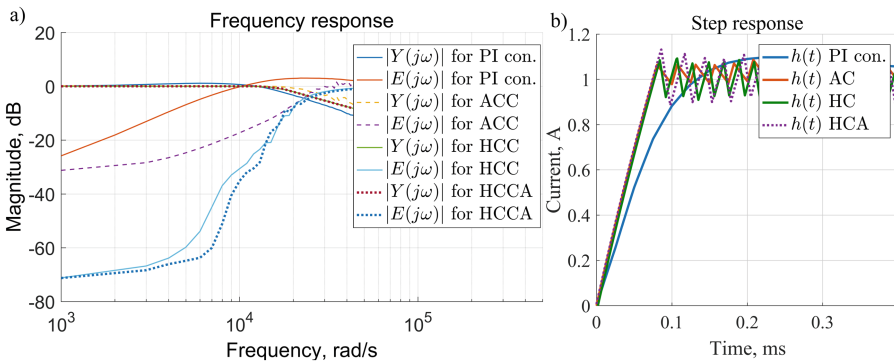 a)
Frequency response
20
0
-20
-40
-60
-80
Magnitude, dB
10^3
10^4
10^5
Frequency, rad/s
|Y(jω)| for PI con.
|E(jω)| for PI con.
|Y(jω)| for ACC
|E(jω)| for ACC
|Y(jω)| for HCC
|E(jω)| for HCC
|Y(jω)| for HCCA
|E(jω)| for HCCA
b)
Step response
1.2
1.0
0.8
0.6
0.4
0.2
0
Current, A
0
0.1
0.2
0.3
Time, ms
h(t) PI con.
h(t) AC
h(t) HC
h(t) HCA